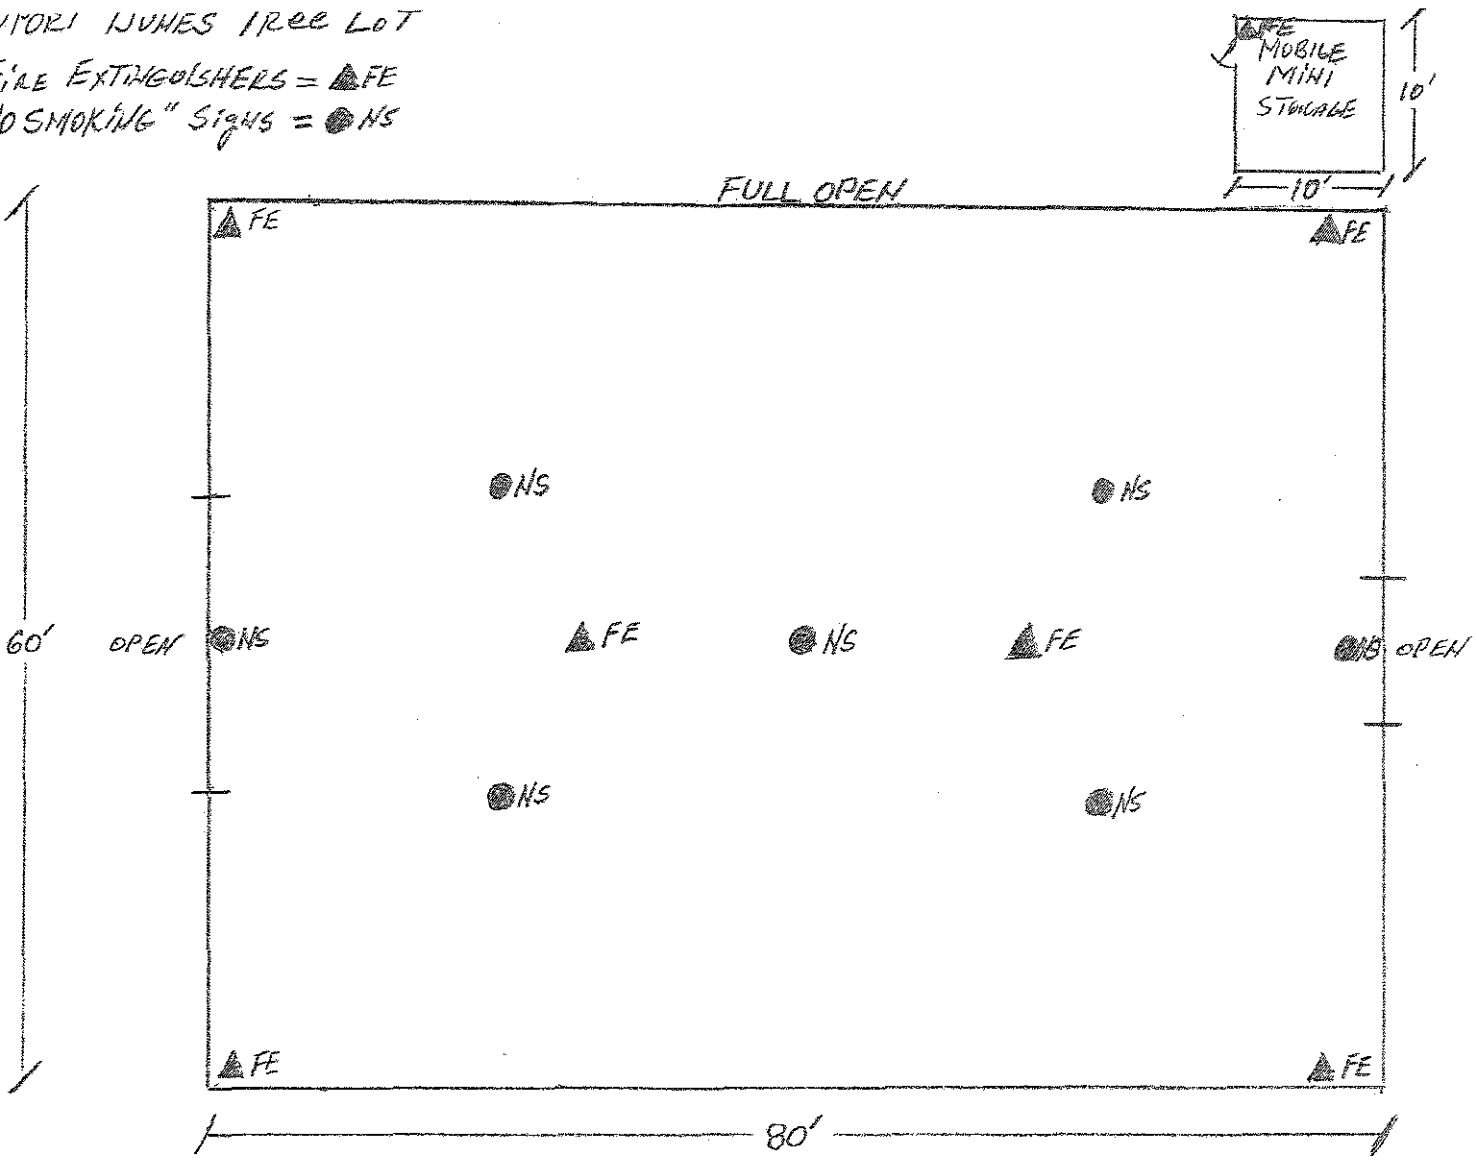 NUNES Tree LOT
FIRE EXTINGUISHERS = ▲FE
SMOKING" Signs = ●NS
FE
MOBILE
MINI
STORAGE
10'
10'
FULL OPEN
FE
FE
NS
NS
60'
OPEN
NS
FE
NS
FE
NS
OPEN
NS
NS
FE
FE
80'